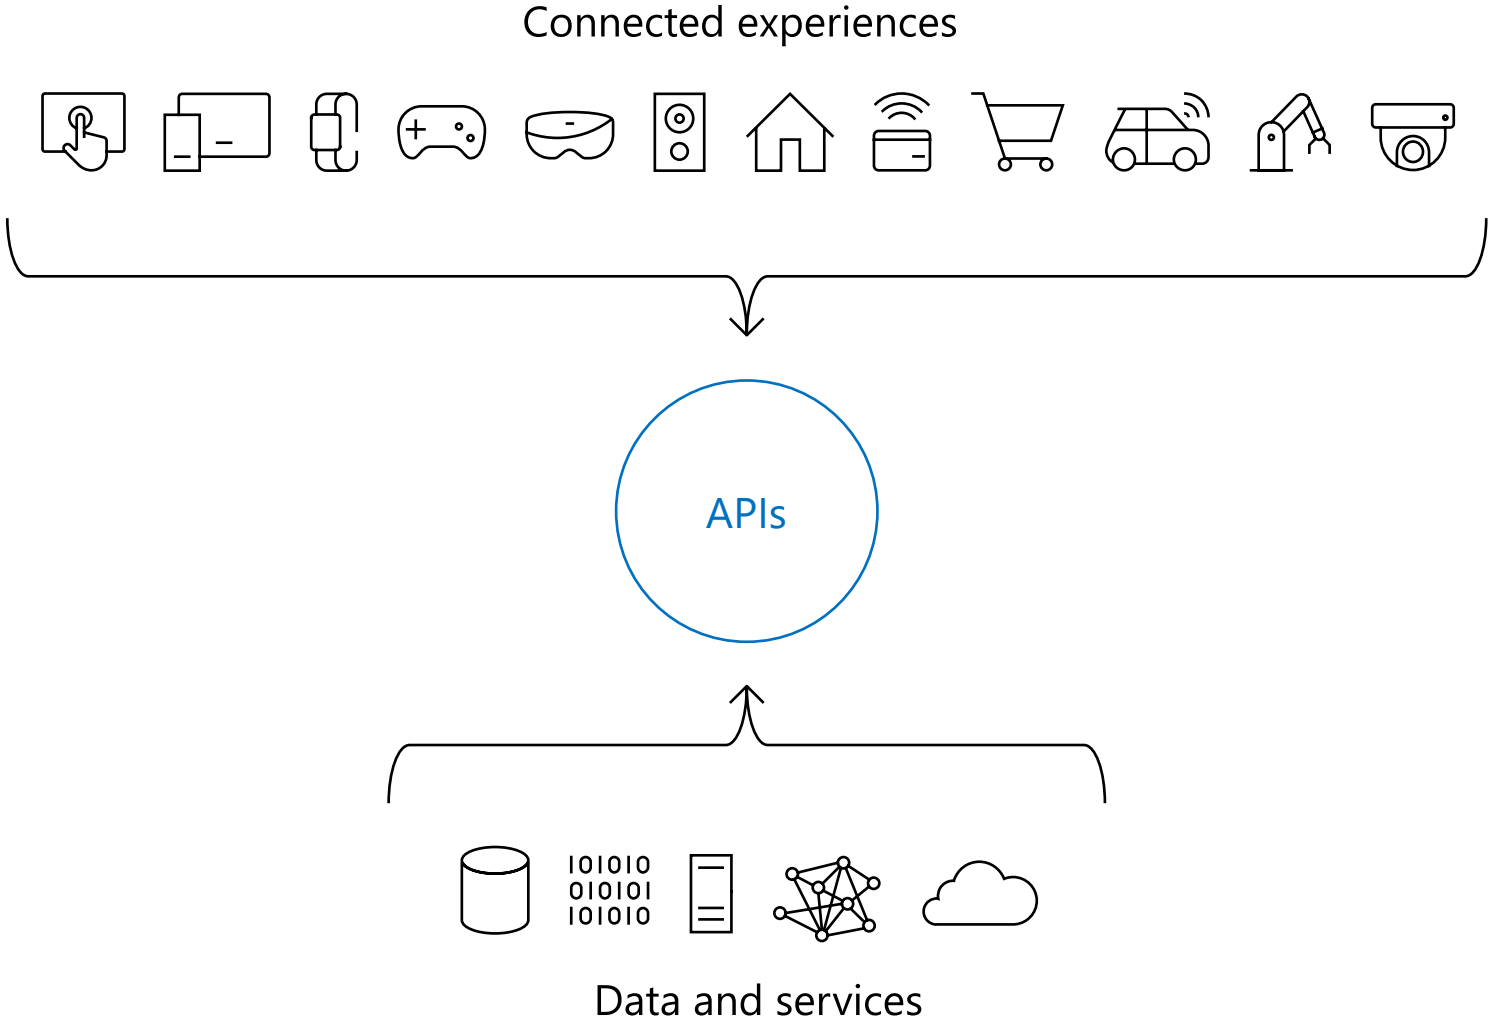 Connected experiences
APIs
101010
010101
101010
Data and services